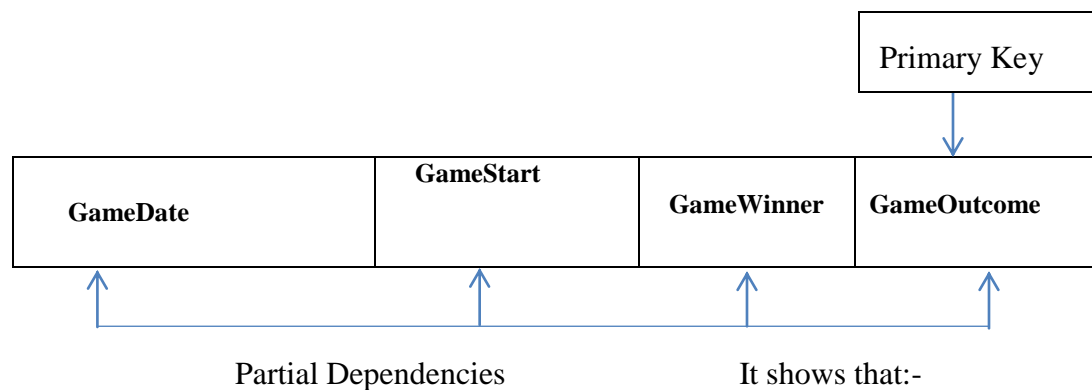 Primary Key
GameStart
GameDate GameWinner GameOutcome
Partial Dependencies It shows that:-